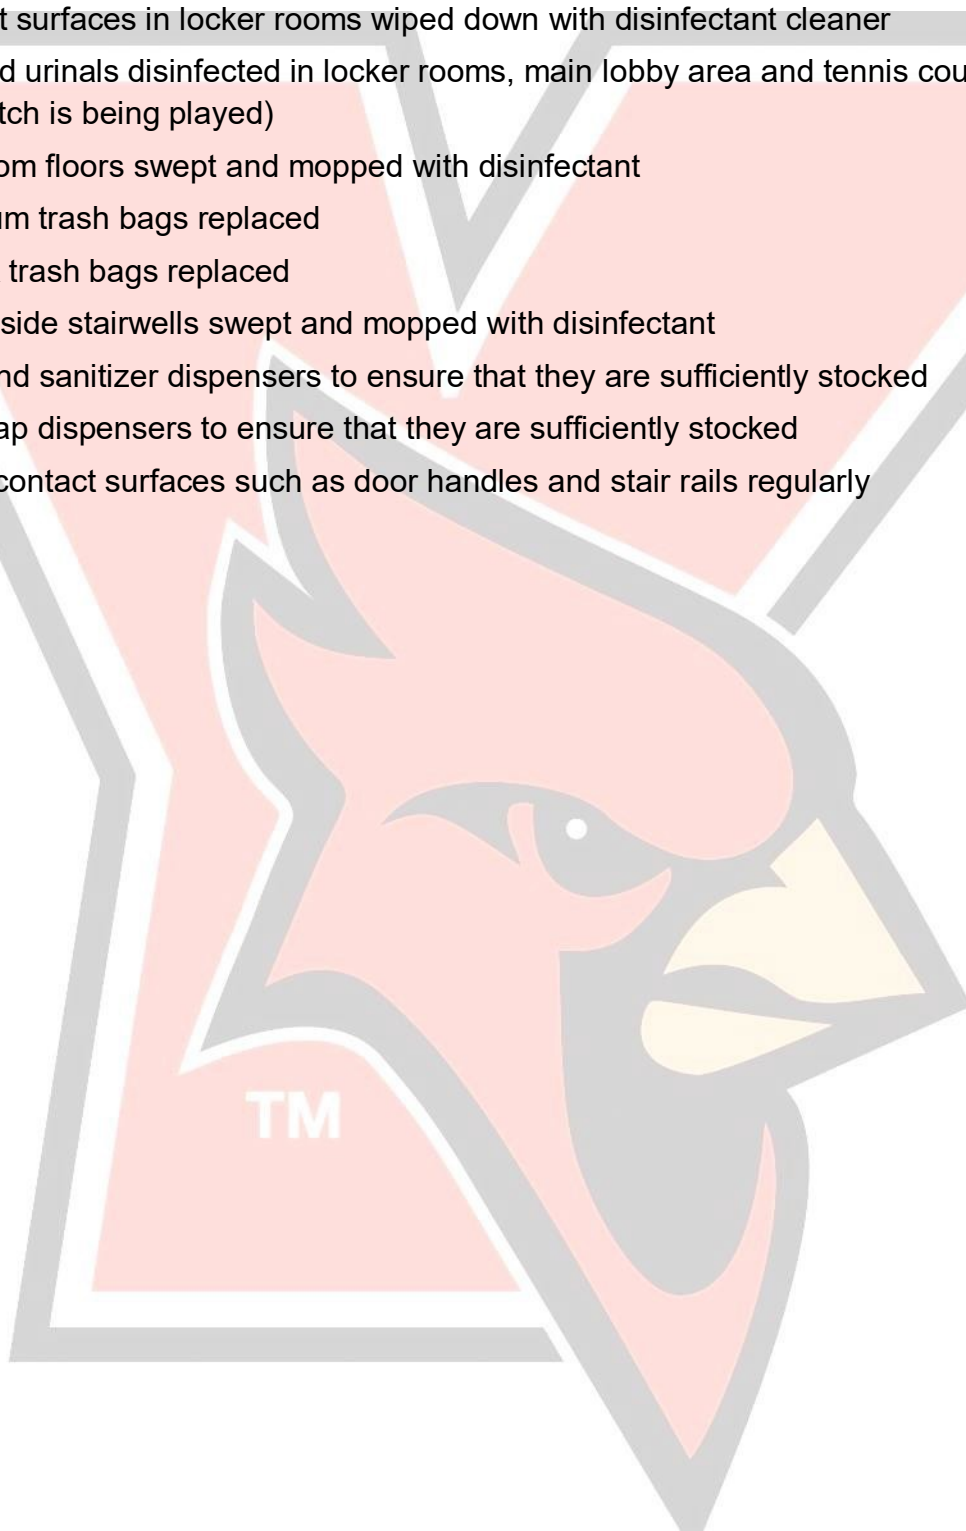 t surfaces in locker rooms wiped down with disinfectant cleaner
d urinals disinfected in locker rooms, main lobby area and tennis cou
tch is being played)
om floors swept and mopped with disinfectant
um trash bags replaced
trash bags replaced
side stairwells swept and mopped with disinfectant
nd sanitizer dispensers to ensure that they are sufficiently stocked
ap dispensers to ensure that they are sufficiently stocked
contact surfaces such as door handles and stair rails regularly
TM